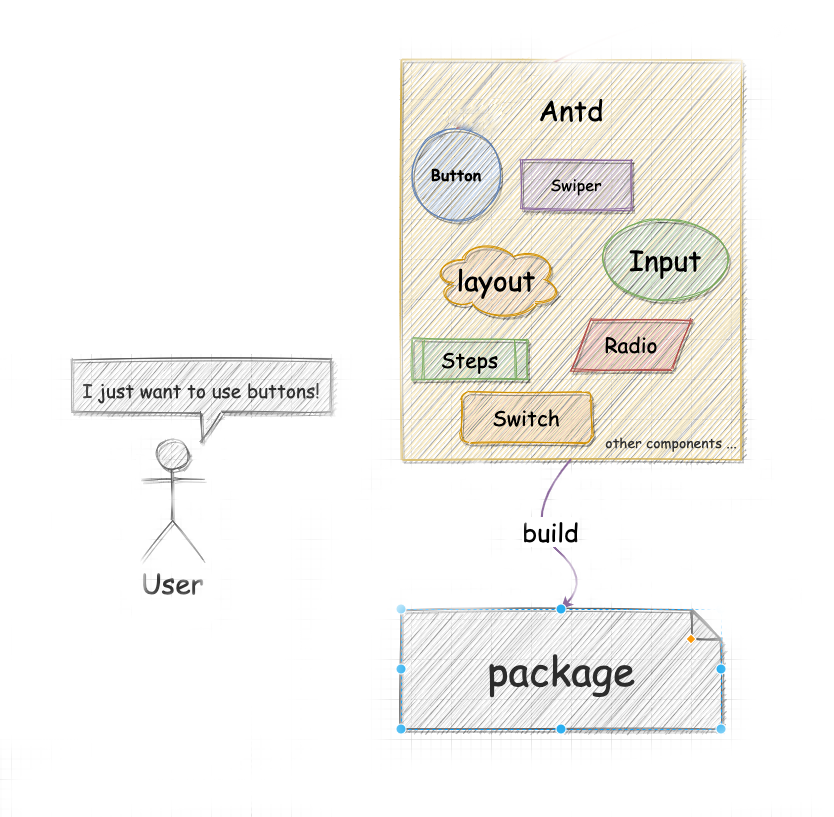 Antd
Button
Swiper
Input
layout
Radio
Steps
I just want to use buttons!
Switch
other components ...
build
User
package